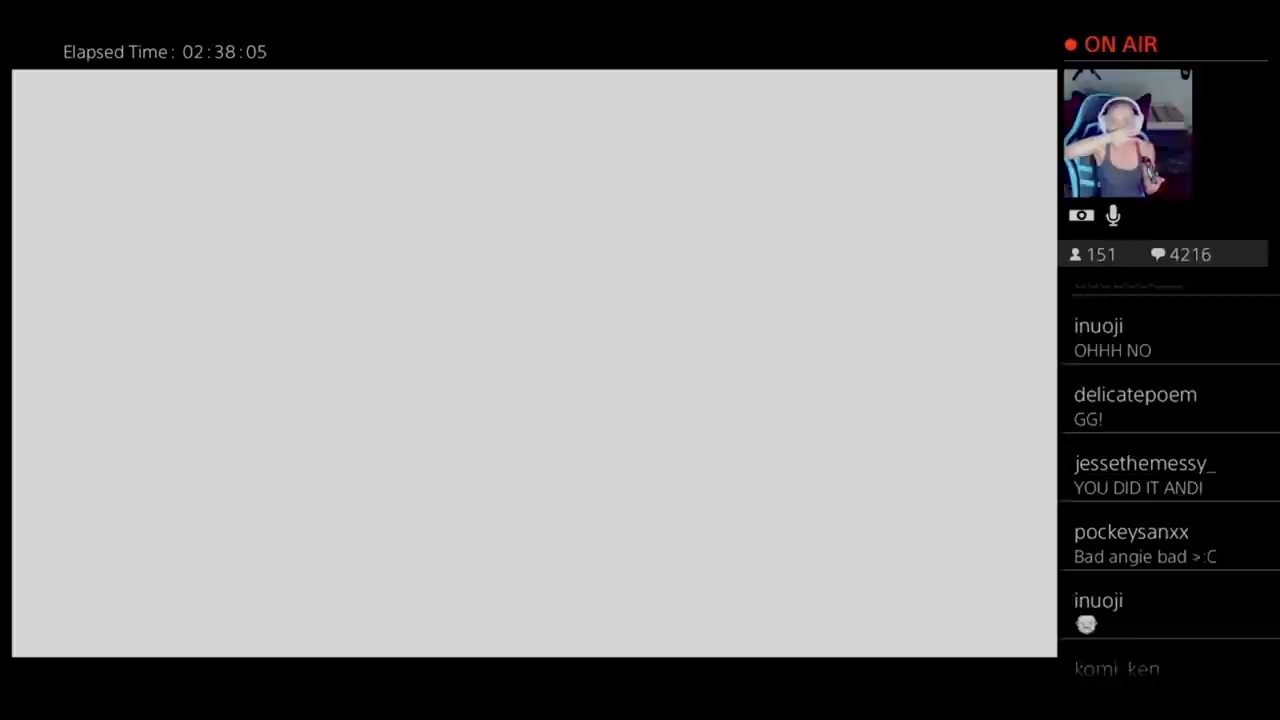 Elapsed Time: 02:38:05
ON AIR
151 4216
inuoji
OHHH NO
delicatepoem
GG!
jessethemessy_
YOU DID IT ANDI
pockeysanxx
Bad angie bad >:C
inuoji
komi_ken